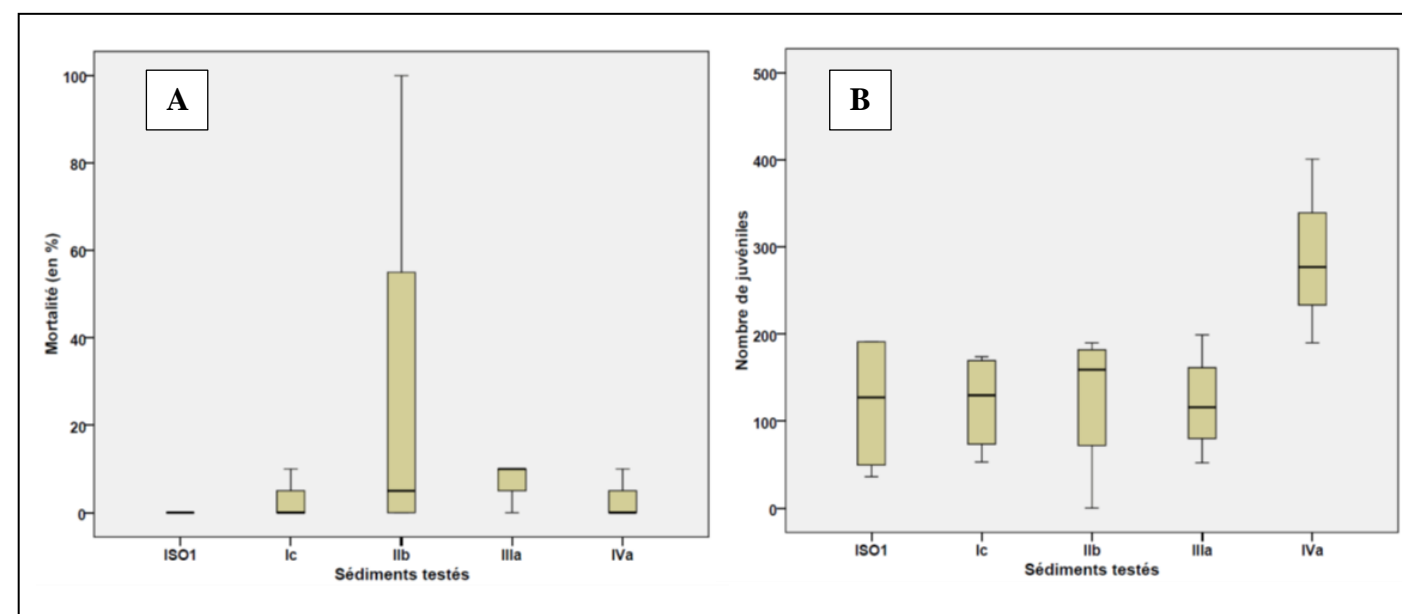 A
Mortalité (en %)
100
80
60
40
20
0
ISO1 Ic IIb IIIa IVa
Sédiments testés
B
Nombre de juvéniles
500
400
300
200
100
0
ISO1 Ic IIb IIIa IVa
Sédiments testés